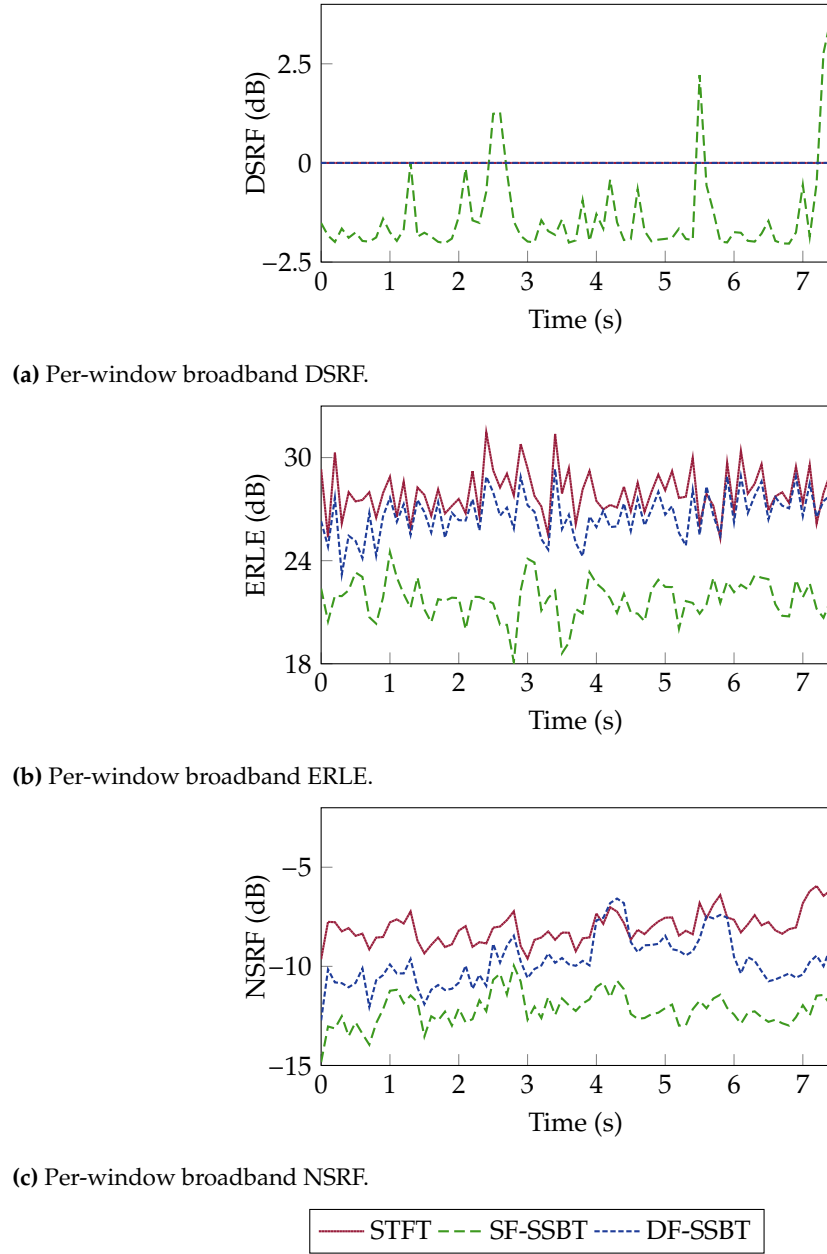 2.5
0
−2.5
DSRF (dB)
0 1 2 3 4 5 6 7
Time (s)
(a) Per-window broadband DSRF.
30
24
18
ERLE (dB)
0 1 2 3 4 5 6 7
Time (s)
(b) Per-window broadband ERLE.
−5
−10
−15
NSRF (dB)
0 1 2 3 4 5 6 7
Time (s)
(c) Per-window broadband NSRF.
STFT SF-SSBT DF-SSBT